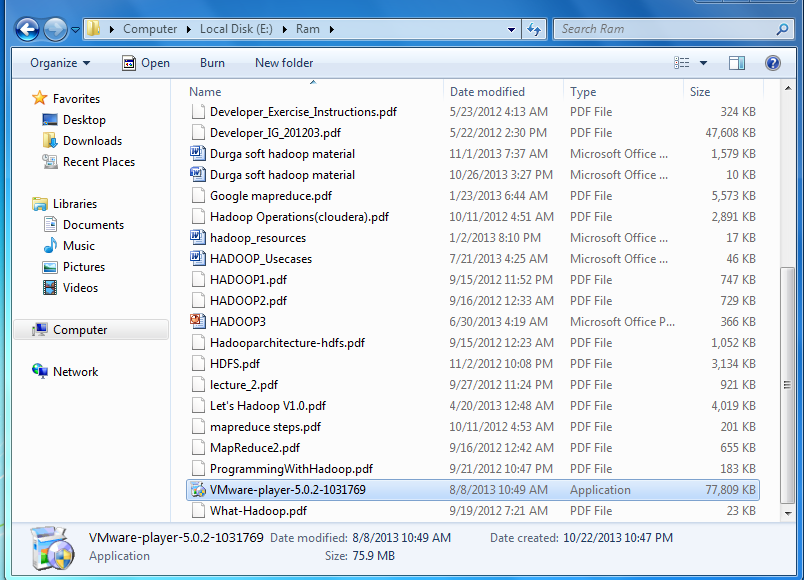 Computer Local Disk (E:) Ram Search Ram
Organize Open Burn New folder
Name Date modified Type Size
Favorites
Desktop
Downloads
Recent Places
Libraries
Documents
Music
Pictures
Videos
Computer
Network
Developer_Exercise_Instructions.pdf 5/23/2012 4:13 AM PDF File 324 KB
Developer_IG_201203.pdf 5/22/2012 2:30 PM PDF File 47,608 KB
Durga soft hadoop material 11/1/2013 7:37 AM Microsoft Office ... 1,579 KB
Durga soft hadoop material 10/26/2013 3:27 PM Microsoft Office ... 10 KB
Google mapreduce.pdf 1/23/2013 6:44 AM PDF File 5,573 KB
Hadoop Operations(cloudera).pdf 10/11/2012 4:51 AM PDF File 2,891 KB
hadoop_resources 1/2/2013 8:10 PM Microsoft Office ... 17 KB
HADOOP_Usecases 7/21/2013 4:25 AM Microsoft Office ... 46 KB
HADOOP1.pdf 9/15/2012 11:52 PM PDF File 747 KB
HADOOP2.pdf 9/16/2012 12:33 AM PDF File 729 KB
HADOOP3 6/30/2013 4:19 AM Microsoft Office P... 366 KB
Hadooparchitecture-hdfs.pdf 9/15/2012 12:23 AM PDF File 1,052 KB
HDFS.pdf 11/2/2012 10:08 PM PDF File 3,134 KB
lecture_2.pdf 9/27/2012 11:24 PM PDF File 921 KB
Let's Hadoop V1.0.pdf 4/20/2013 12:48 AM PDF File 4,019 KB
mapreduce steps.pdf 10/11/2012 4:53 AM PDF File 201 KB
MapReduce2.pdf 9/16/2012 12:42 AM PDF File 655 KB
ProgrammingWithHadoop.pdf 9/21/2012 10:47 PM PDF File 183 KB
VMware-player-5.0.2-1031769 8/8/2013 10:49 AM Application 77,809 KB
What-Hadoop.pdf 9/19/2012 7:21 AM PDF File 23 KB
VMware-player-5.0.2-1031769 Date modified: 8/8/2013 10:49 AM Date created: 10/22/2013 10:47 PM
Application Size: 75.9 MB